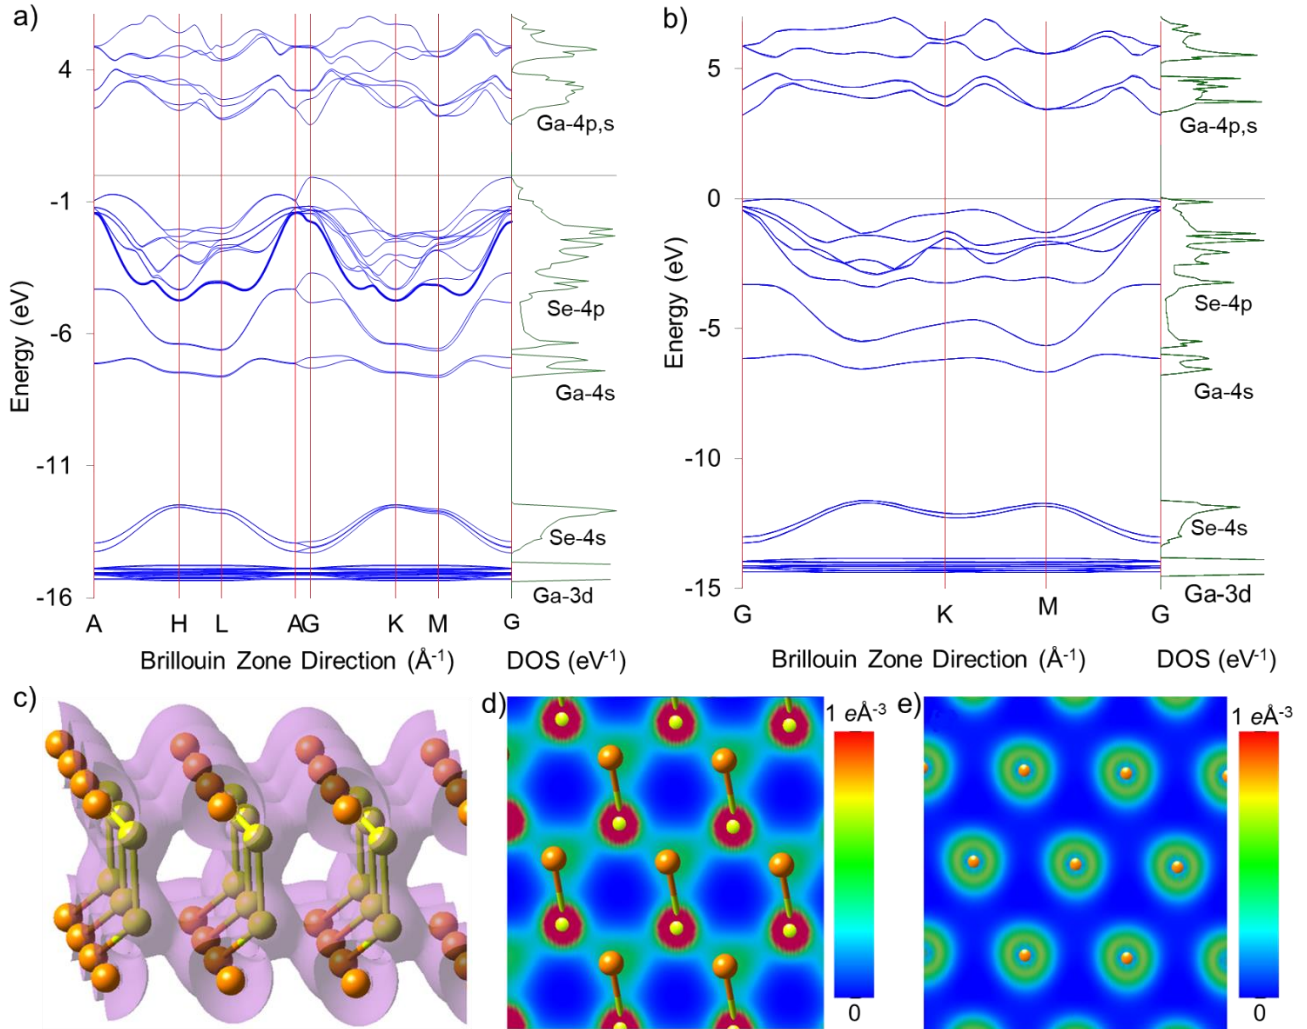 a)
4
-1
-6
-11
-16
Energy (eV)
Ga-4p,s
Se-4p
Ga-4s
Se-4s
Ga-3d
A H L A G K M G
Brillouin Zone Direction (Å⁻¹)
DOS (eV⁻¹)
b)
5
0
-5
-10
-15
Energy (eV)
Ga-4p,s
Se-4p
Ga-4s
Se-4s
Ga-3d
G K M G
Brillouin Zone Direction (Å⁻¹)
DOS (eV⁻¹)
c)
d)
1 eÅ⁻³
0
e)
1 eÅ⁻³
0